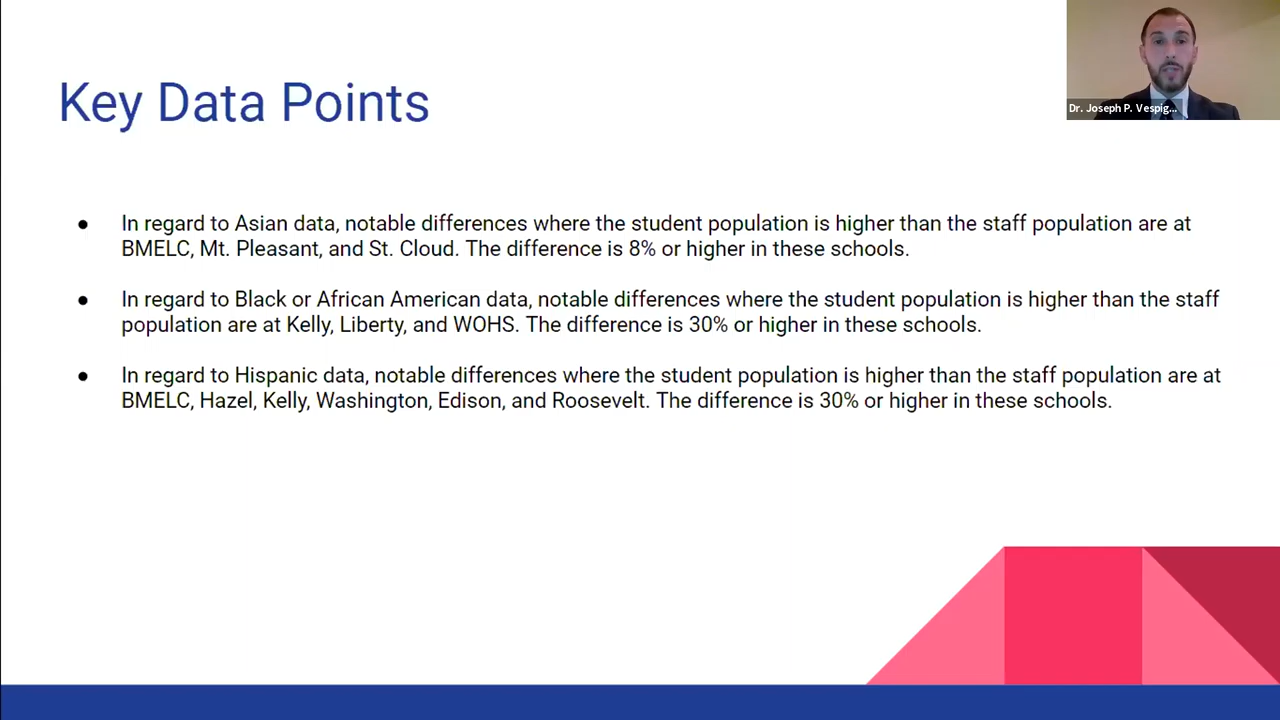 Key Data Points
Dr. Joseph P. Vespig...
● In regard to Asian data, notable differences where the student population is higher than the staff population are at
BMELC, Mt. Pleasant, and St. Cloud. The difference is 8% or higher in these schools.
● In regard to Black or African American data, notable differences where the student population is higher than the staff
population are at Kelly, Liberty, and WOHS. The difference is 30% or higher in these schools.
● In regard to Hispanic data, notable differences where the student population is higher than the staff population are at
BMELC, Hazel, Kelly, Washington, Edison, and Roosevelt. The difference is 30% or higher in these schools.